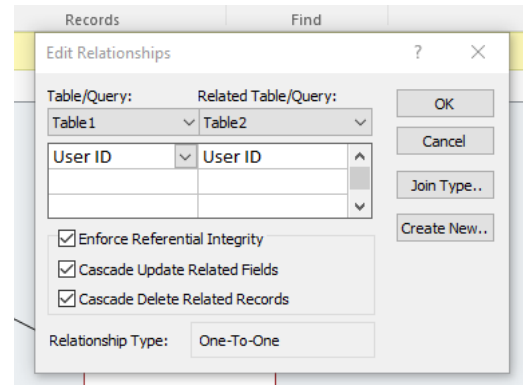 Records Find
Edit Relationships ? ×
Table/Query: Related Table/Query:
Table1 Table2
User ID User ID
Enforce Referential Integrity
Cascade Update Related Fields
Cascade Delete Related Records
Relationship Type: One-To-One
OK
Cancel
Join Type..
Create New..